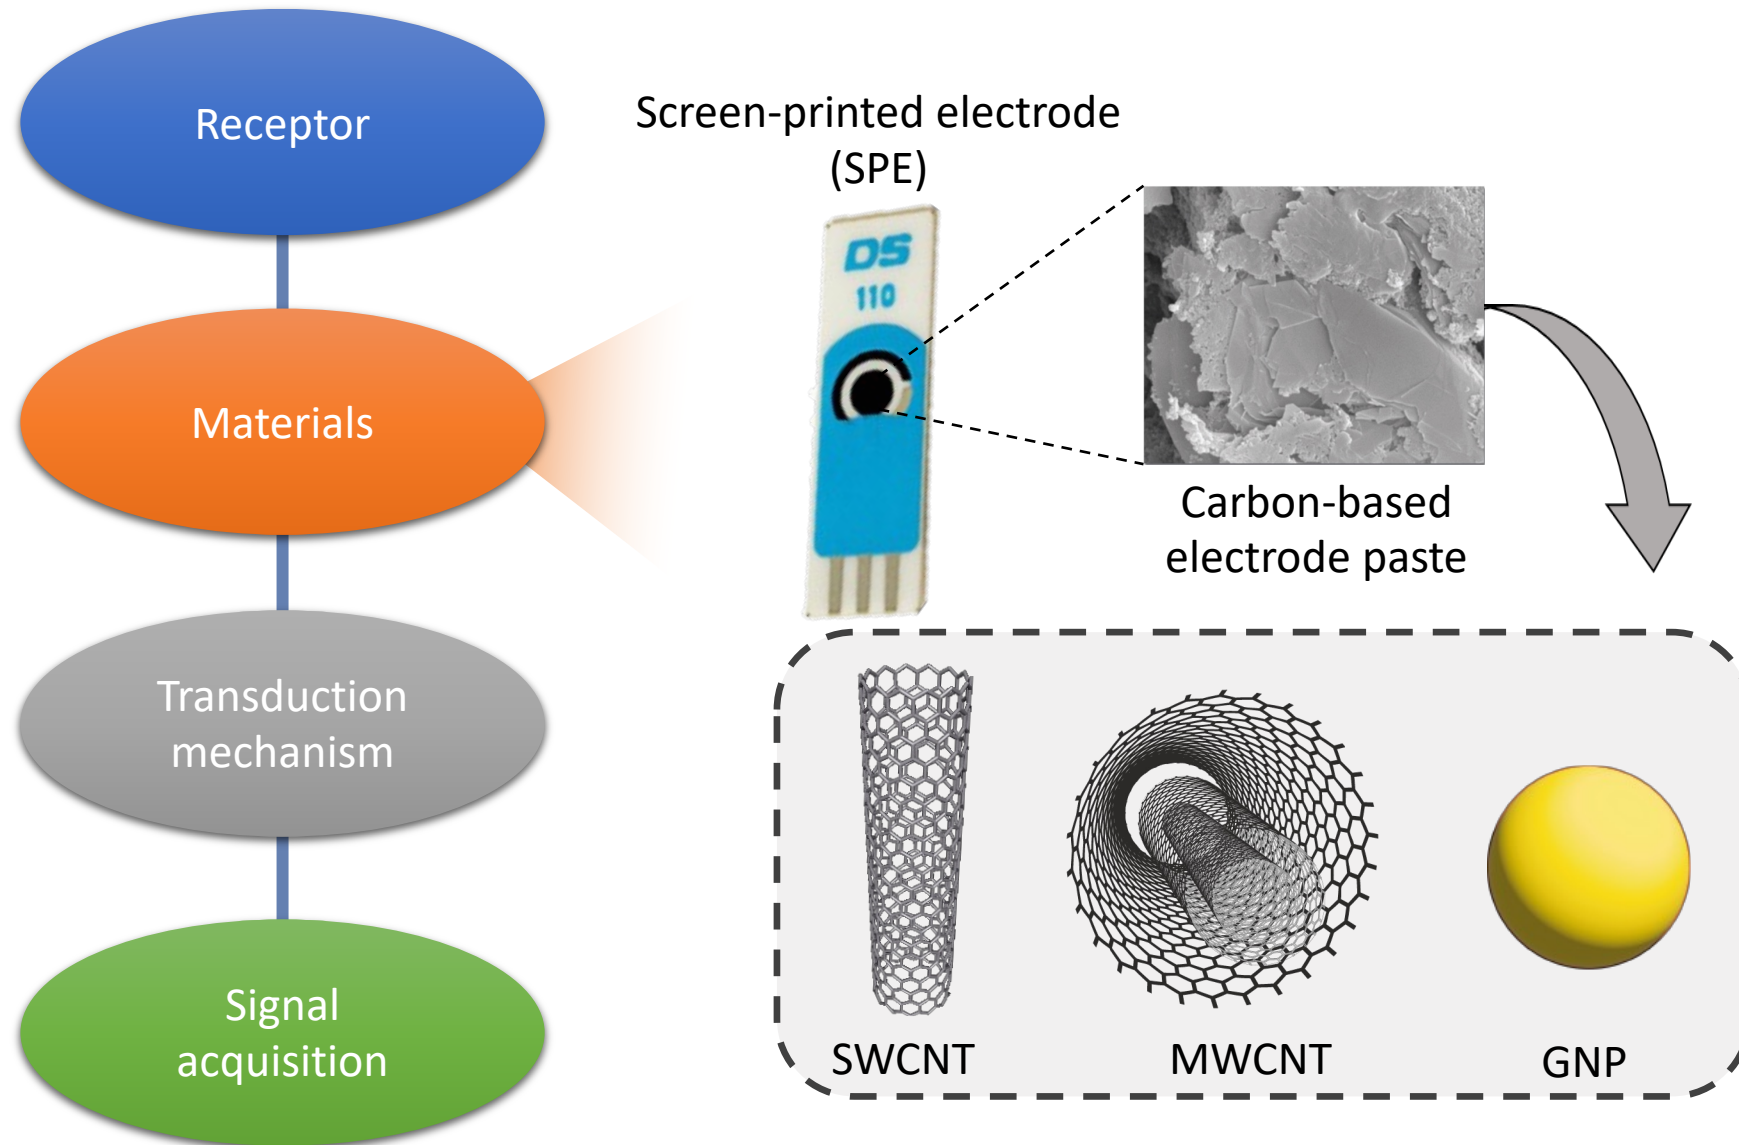 Receptor
Materials
Transduction
mechanism
Signal
acquisition
Screen-printed electrode
(SPE)
DS
110
Carbon-based
electrode paste
SWCNT
MWCNT
GNP